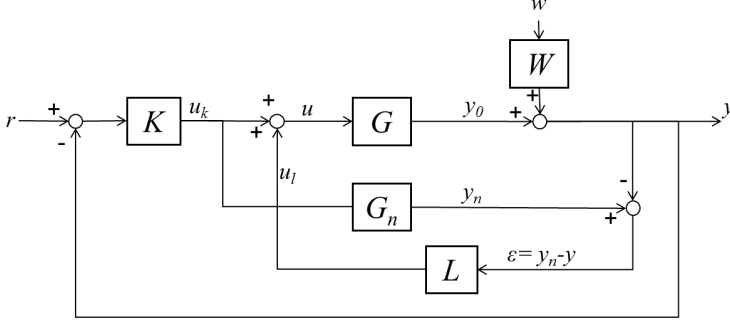 w
W
+
+
r
-
K
u_k
+
+
u
G
y_0
+
y
u_l
G_n
y_n
-
+
L
ε= y_n-y